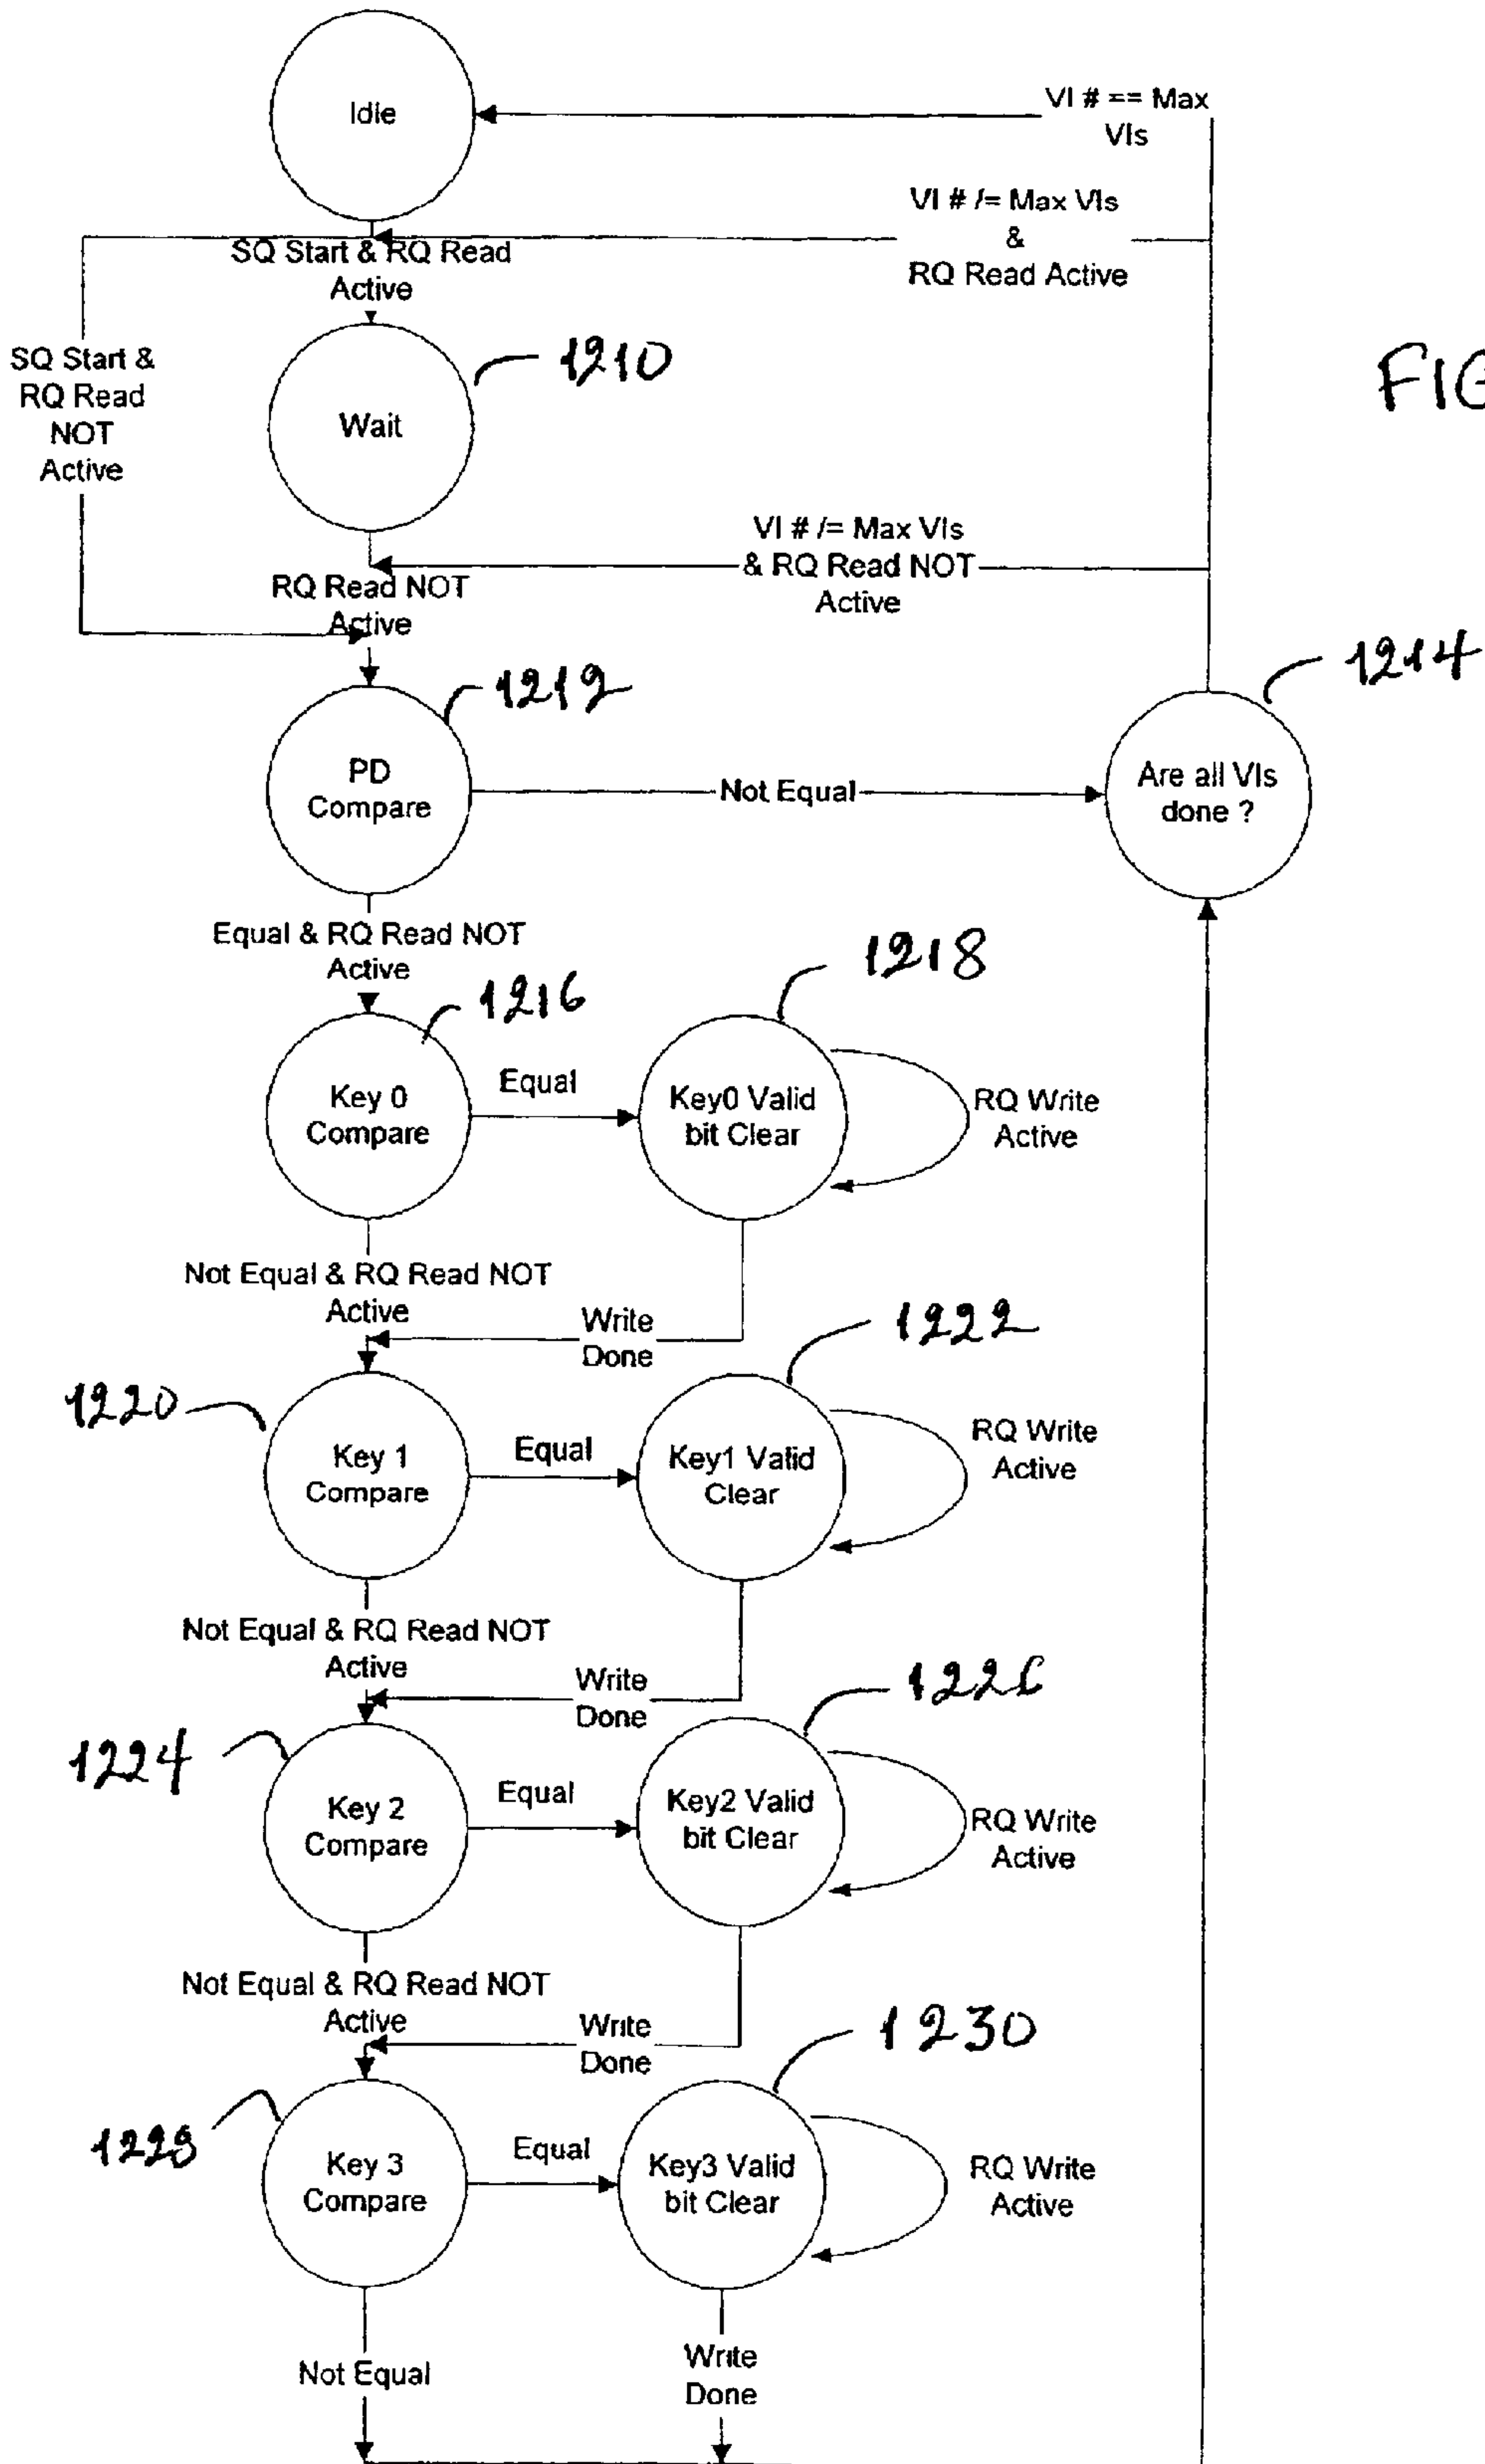 Idle
VI # == Max
VIs
VI # /= Max VIs
&
RQ Read Active
SQ Start & RQ Read
Active
SQ Start &
RQ Read
NOT
Active
Wait
1210
FIG
VI # /= Max VIs
& RQ Read NOT
Active
RQ Read NOT
Active
1212
1214
PD
Compare
Not Equal
Are all VIs
done ?
Equal & RQ Read NOT
Active
1216
1218
Key 0
Compare
Equal
Key0 Valid
bit Clear
RQ Write
Active
Not Equal & RQ Read NOT
Active
Write
Done
1220
1222
Key 1
Compare
Equal
Key1 Valid
Clear
RQ Write
Active
Not Equal & RQ Read NOT
Active
Write
Done
1224
1226
Key 2
Compare
Equal
Key2 Valid
bit Clear
RQ Write
Active
Not Equal & RQ Read NOT
Active
Write
Done
1228
1230
Key 3
Compare
Equal
Key3 Valid
bit Clear
RQ Write
Active
Not Equal
Write
Done